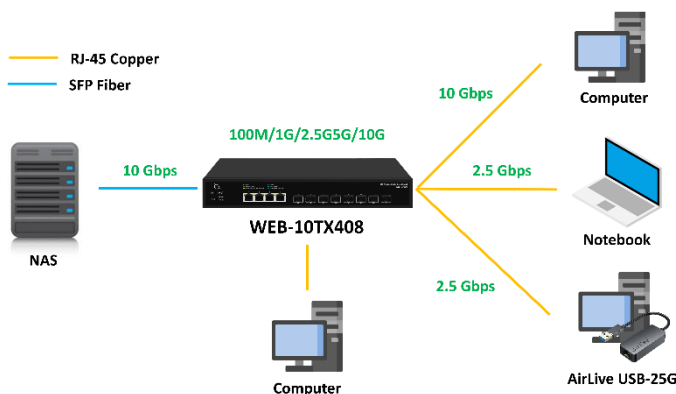 RJ-45 Copper
SFP Fiber
100M/1G/2.5G5G/10G
10 Gbps
10 Gbps
Computer
2.5 Gbps
WEB-10TX408
NAS
Notebook
2.5 Gbps
Computer
AirLive USB-25G